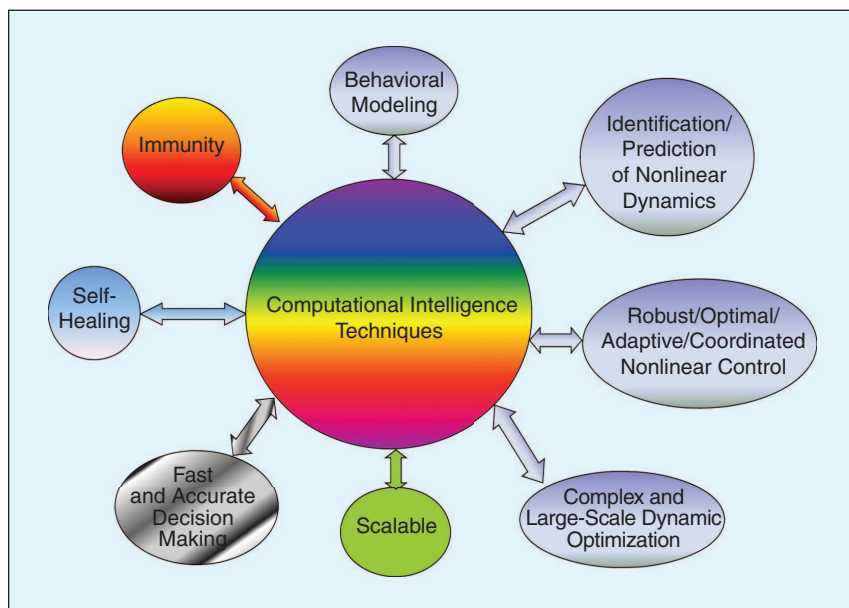 Behavioral
Modeling
Identification/
Prediction
of Nonlinear
Dynamics
Immunity
Self-
Healing
Computational Intelligence
Techniques
Robust/Optimal/
Adaptive/Coordinated
Nonlinear Control
Fast
and Accurate
Decision
Making
Scalable
Complex and
Large-Scale Dynamic
Optimization